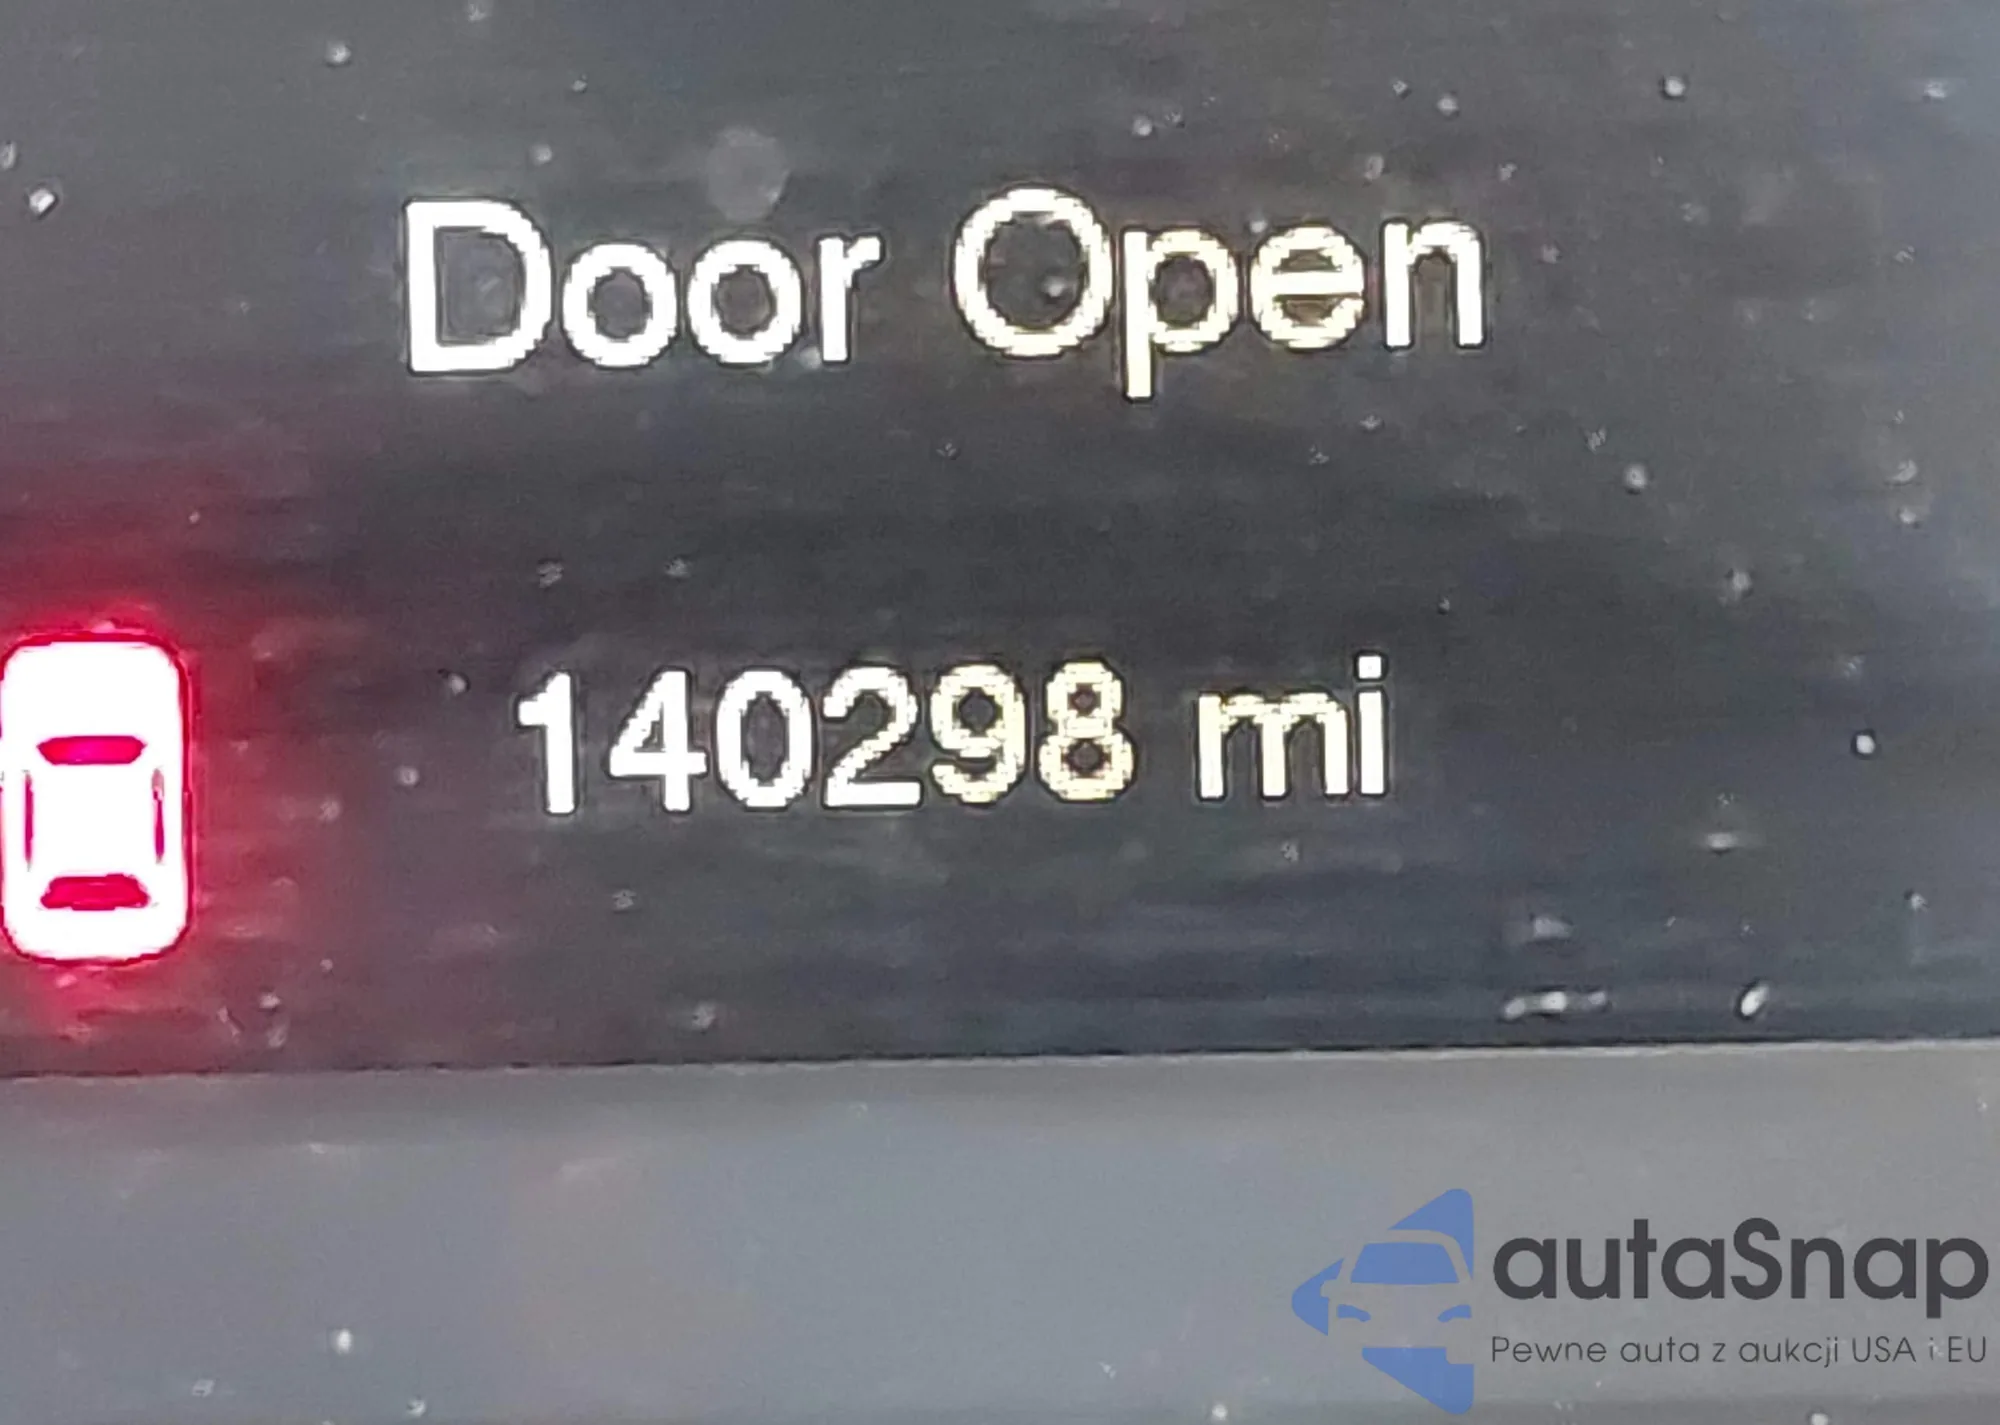 Door Open
140298 mi
autaSnap
Pewne auta z aukcji USA i EU